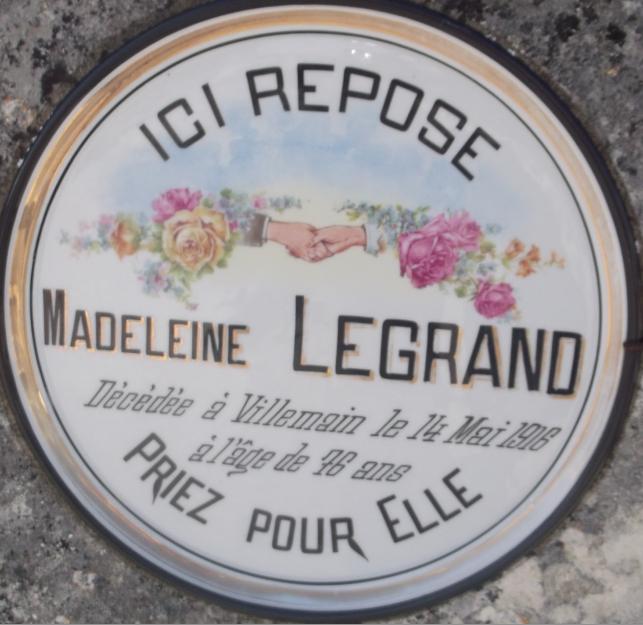 ICI REPOSE
MADELEINE LEGRAND
Décédée à Villemain le 14 Mai 1916
à l'âge de 76 ans
PRIEZ POUR ELLE